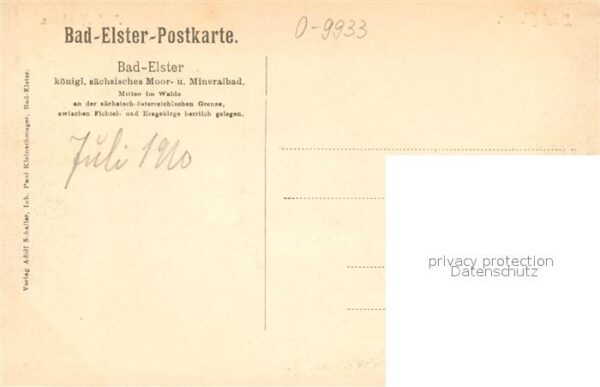 Bad-Elster-Postkarte.
O-9933
Bad-Elster
königl. sächsisches Moor- u. Mineralbad.
Mitten im Walde
an der sächsisch-österreichischen Grenze,
zwischen Fichtel- und Erzgebirge herrlich gelegen.
Juli 1910
Verlag Adolf Schaller, Inh. Paul Kleinschmager, Bad-Elster.
privacy protection
Datenschutz